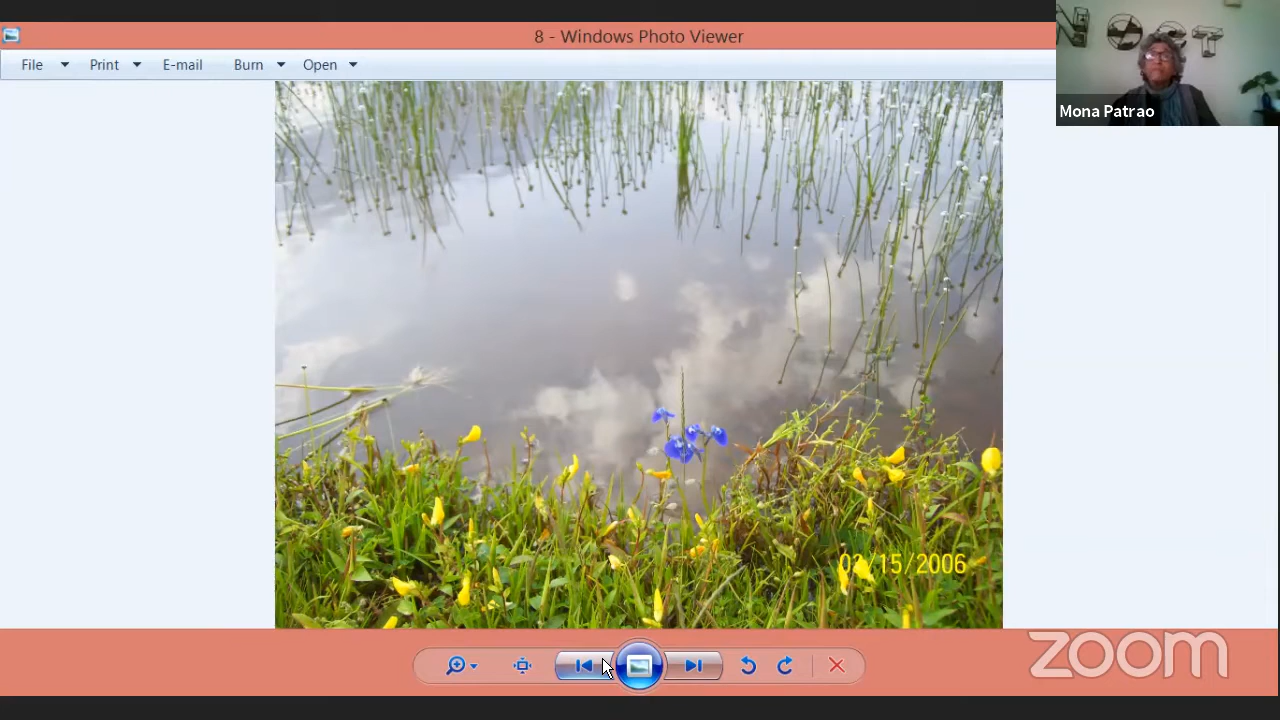 8 - Windows Photo Viewer
File Print E-mail Burn Open
Mona Patrao
02/15/2006
zoom